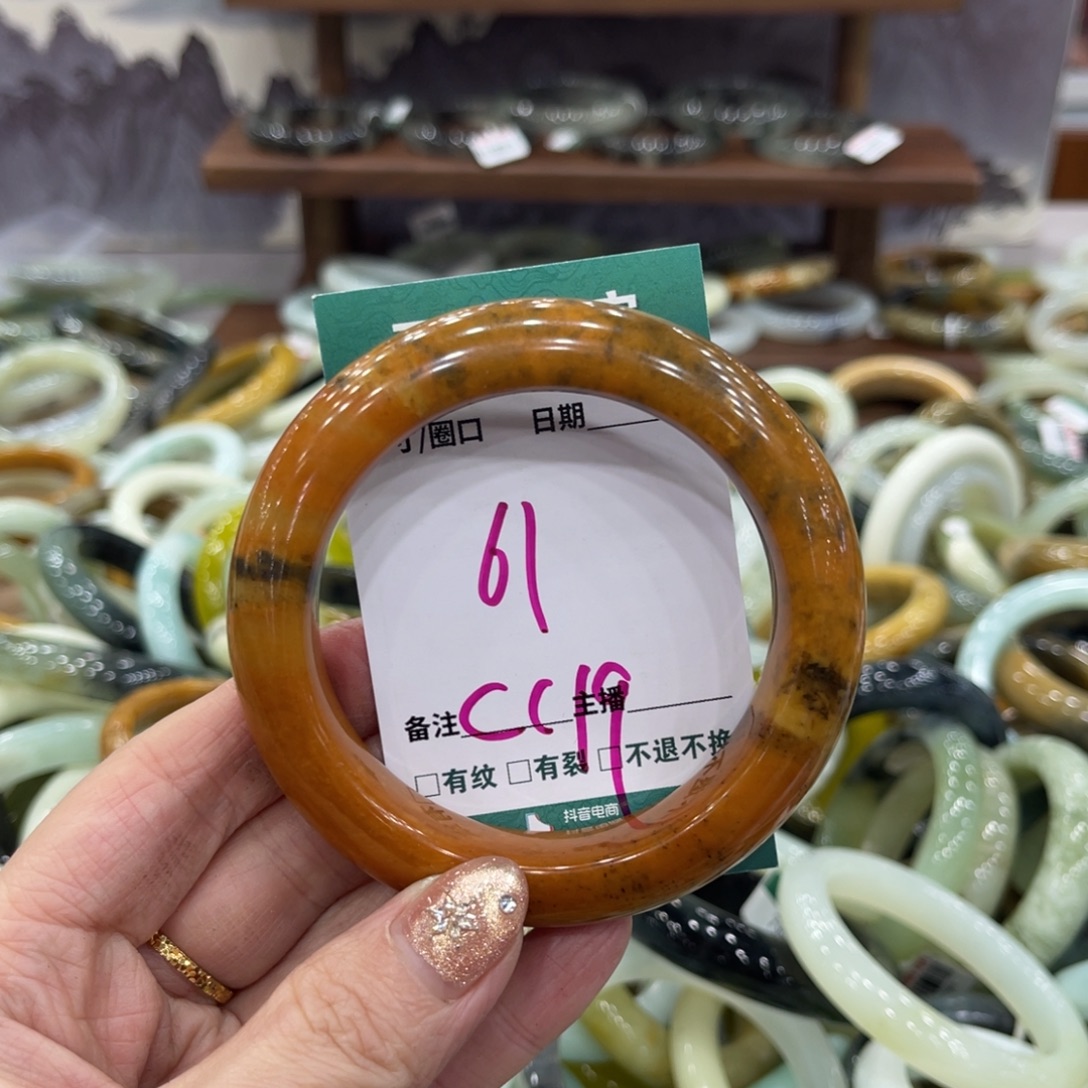 /圈口 日期
61
备注 CC19 主播
□有纹 □有裂 □不退不换
抖音电商